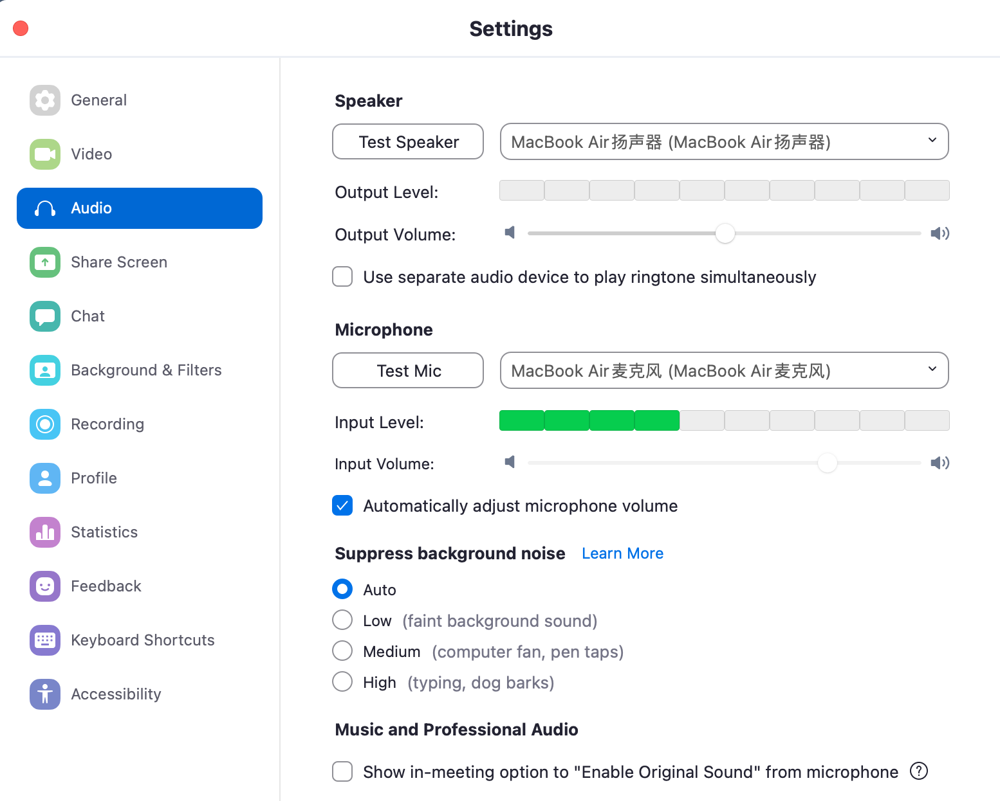 Settings
General
Video
Audio
Share Screen
Chat
Background & Filters
Recording
Profile
Statistics
Feedback
Keyboard Shortcuts
Accessibility
Speaker
Test Speaker
MacBook Air扬声器 (MacBook Air扬声器)
Output Level:
Output Volume:
Use separate audio device to play ringtone simultaneously
Microphone
Test Mic
MacBook Air麦克风 (MacBook Air麦克风)
Input Level:
Input Volume:
Automatically adjust microphone volume
Suppress background noise Learn More
Auto
Low (faint background sound)
Medium (computer fan, pen taps)
High (typing, dog barks)
Music and Professional Audio
Show in-meeting option to "Enable Original Sound" from microphone ?